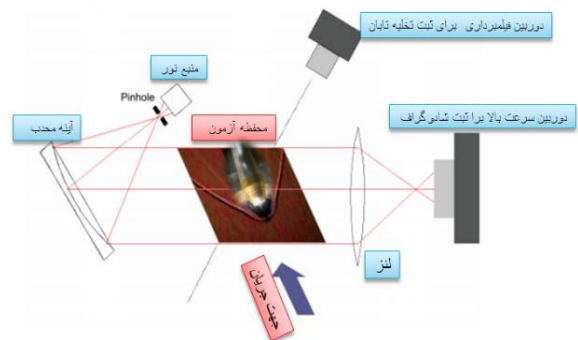 دوربین فیلمبرداری برای ثبت تخلیه تابان
منبع نور
Pinhole
آینه محدب
محفظه آزمون
دوربین سرعت بالا برا ثبت شادوگراف
لنز
جهت جریان